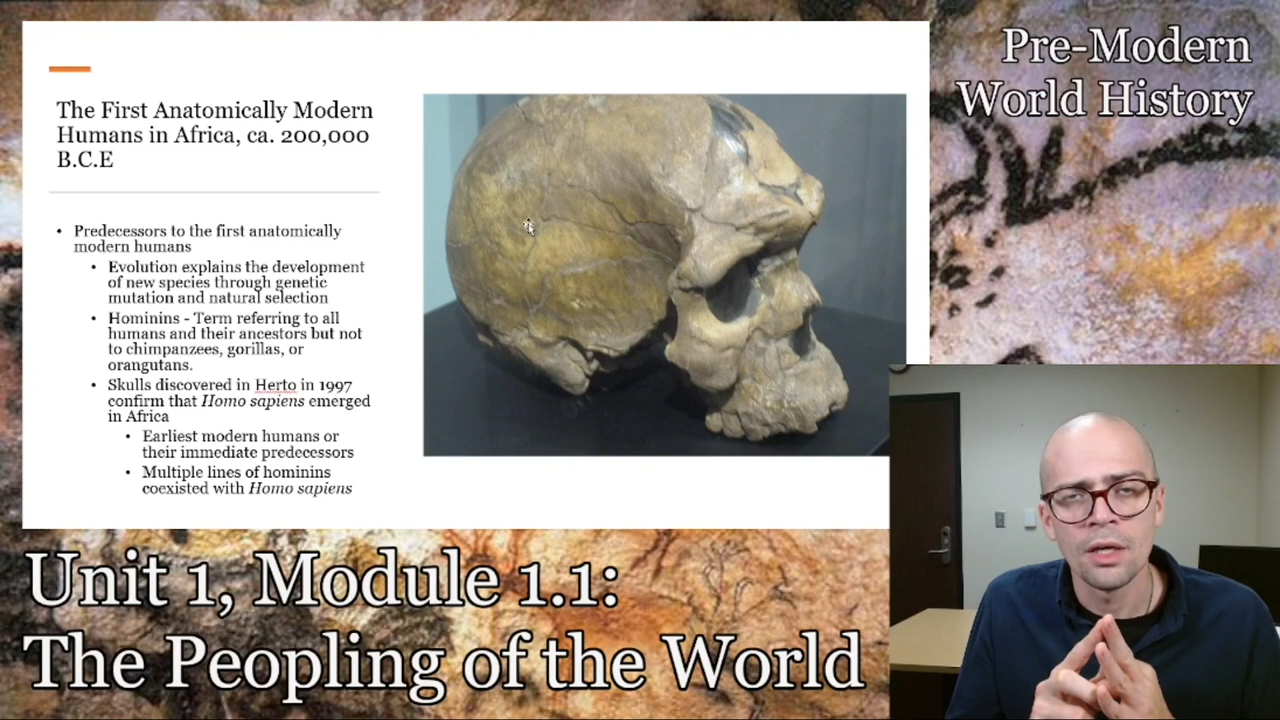 Pre-Modern
World History
The First Anatomically Modern
Humans in Africa, ca. 200,000
B.C.E
• Predecessors to the first anatomically
modern humans
• Evolution explains the development
of new species through genetic
mutation and natural selection
• Hominins - Term referring to all
humans and their ancestors but not
to chimpanzees, gorillas, or
orangutans.
• Skulls discovered in Herto in 1997
confirm that Homo sapiens emerged
in Africa
• Earliest modern humans or
their immediate predecessors
• Multiple lines of hominins
coexisted with Homo sapiens
Unit 1, Module 1.1:
The Peopling of the World